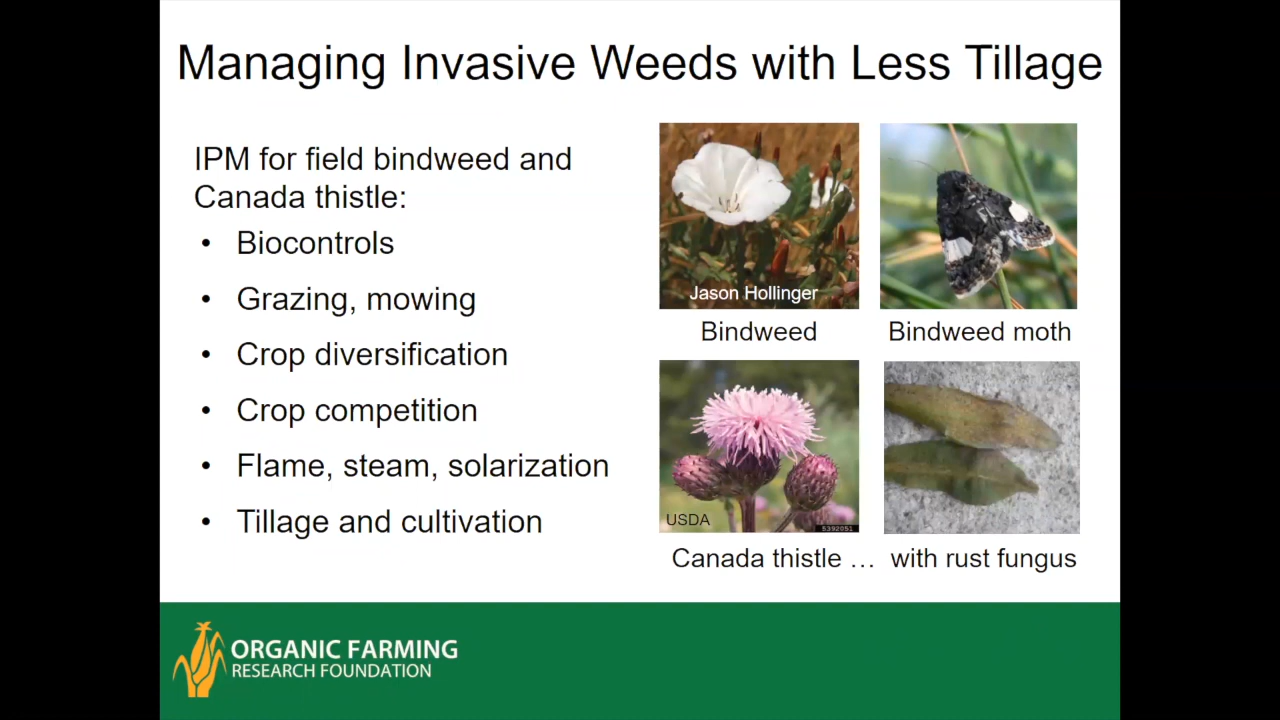 Managing Invasive Weeds with Less Tillage
IPM for field bindweed and
Canada thistle:
• Biocontrols
• Grazing, mowing
• Crop diversification
• Crop competition
• Flame, steam, solarization
• Tillage and cultivation
Jason Hollinger
Bindweed
Bindweed moth
USDA
5392051
Canada thistle …
with rust fungus
ORGANIC FARMING
RESEARCH FOUNDATION